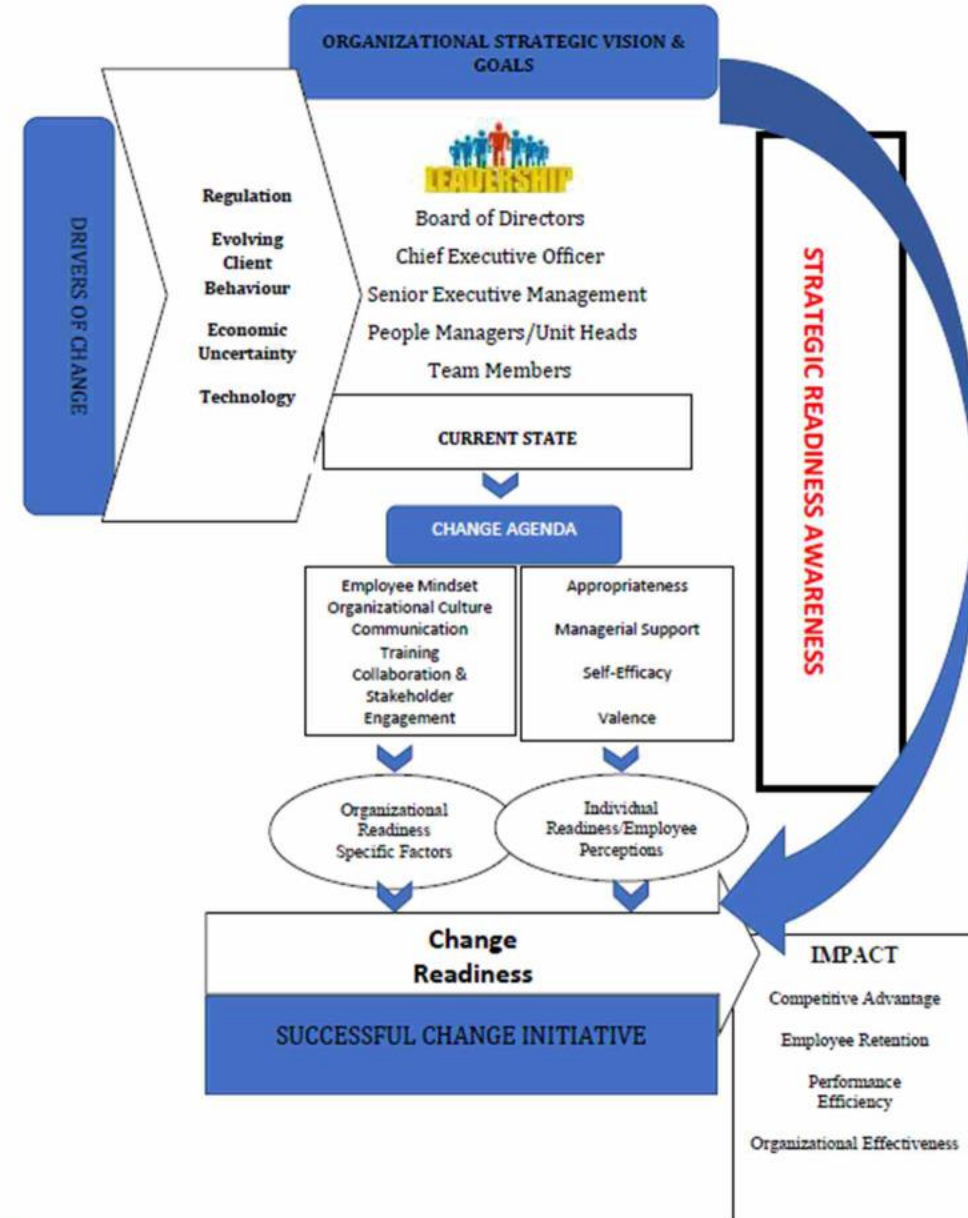 ORGANIZATIONAL STRATEGIC VISION &
GOALS
DRIVERS OF CHANGE
Regulation
Evolving
Client
Behaviour
Economic
Uncertainty
Technology
LEADERSHIP
Board of Directors
Chief Executive Officer
Senior Executive Management
People Managers/Unit Heads
Team Members
CURRENT STATE
STRATEGIC READINESS AWARENESS
CHANGE AGENDA
Employee Mindset
Organizational Culture
Communication
Training
Collaboration &
Stakeholder
Engagement
Appropriateness
Managerial Support
Self-Efficacy
Valence
Organizational
Readiness
Specific Factors
Individual
Readiness/Employee
Perceptions
Change
Readiness
SUCCESSFUL CHANGE INITIATIVE
IMPACT
Competitive Advantage
Employee Retention
Performance
Efficiency
Organizational Effectiveness